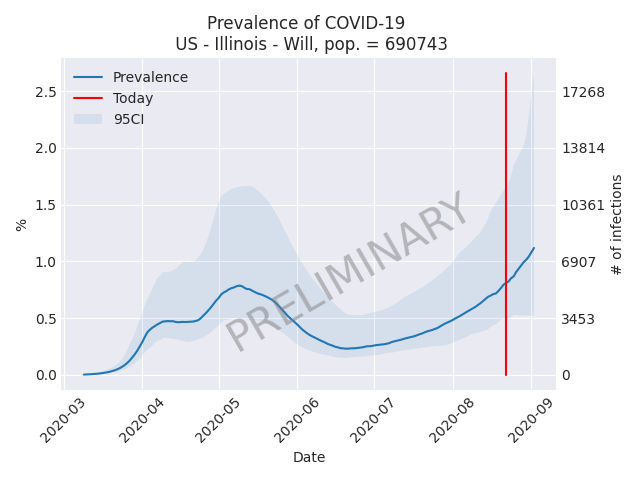 Prevalence of COVID-19
US - Illinois - Will, pop. = 690743
Prevalence
Today
95CI
PRELIMINARY
%
2.5
2.0
1.5
1.0
0.5
0.0
17268
13814
10361
6907
3453
0
# of infections
2020-03
2020-04
2020-05
2020-06
2020-07
2020-08
2020-09
Date